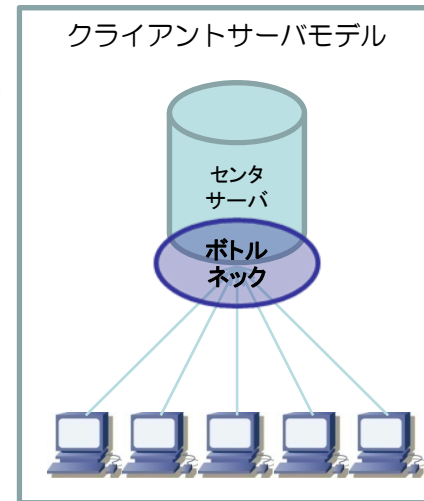 クライアントサーバモデル
センタ
サーバ
ボトル
ネック